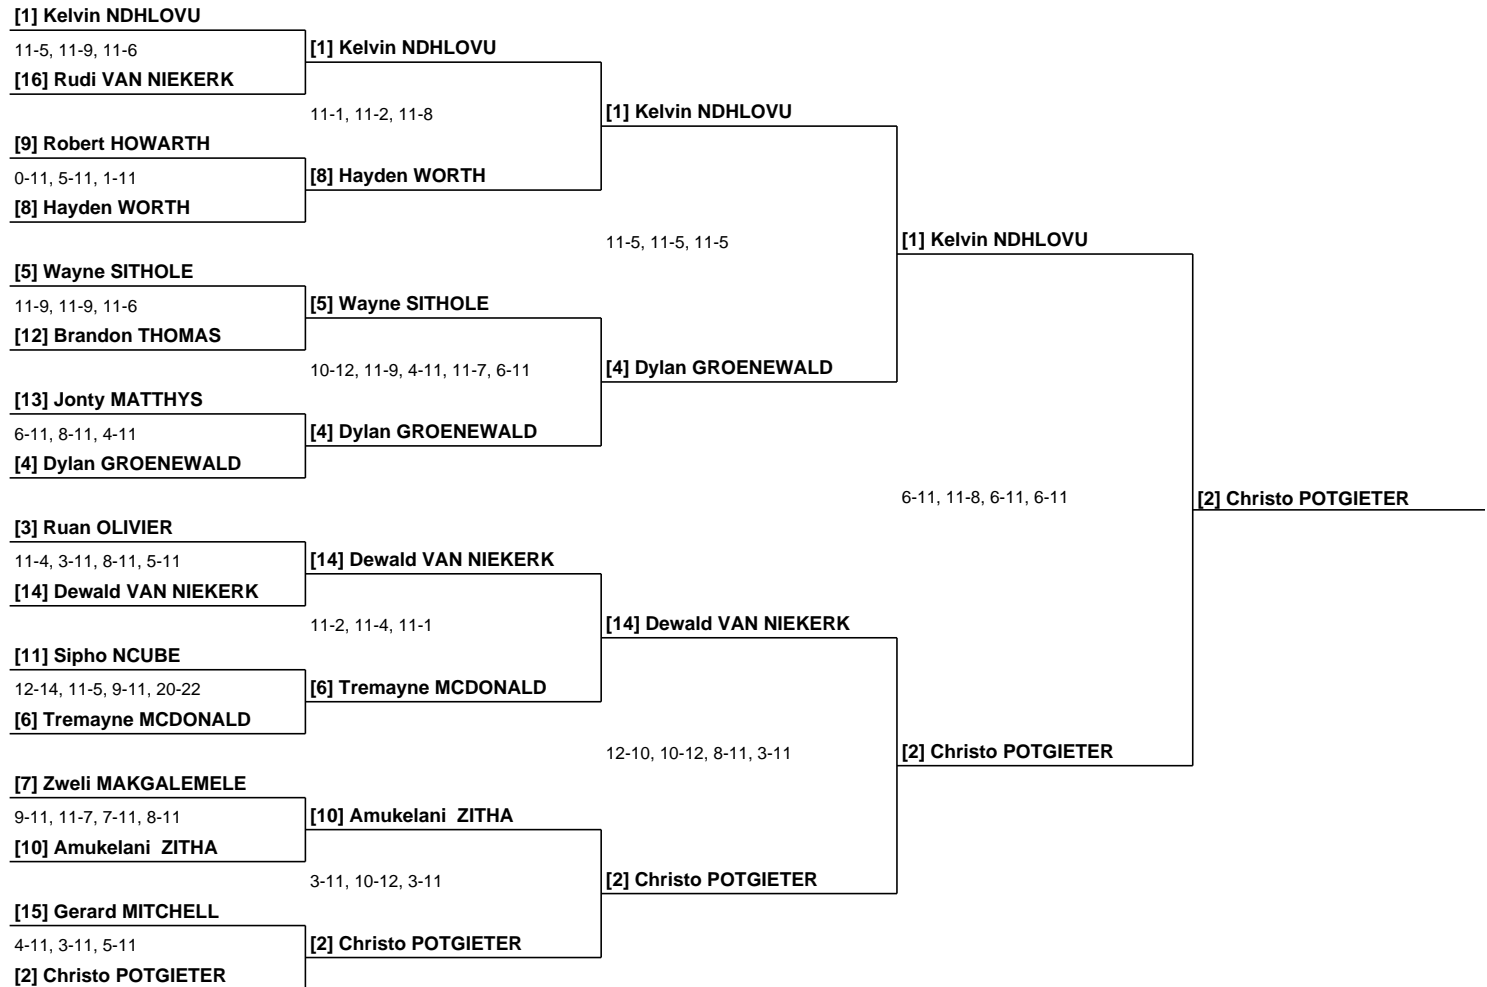 [1] Kelvin NDHLOVU
11-5, 11-9, 11-6
[16] Rudi VAN NIEKERK
[9] Robert HOWARTH
0-11, 5-11, 1-11
[8] Hayden WORTH
[5] Wayne SITHOLE
11-9, 11-9, 11-6
[12] Brandon THOMAS
[13] Jonty MATTHYS
6-11, 8-11, 4-11
[4] Dylan GROENEWALD
[3] Ruan OLIVIER
11-4, 3-11, 8-11, 5-11
[14] Dewald VAN NIEKERK
[11] Sipho NCUBE
12-14, 11-5, 9-11, 20-22
[6] Tremayne MCDONALD
[7] Zweli MAKGALEMELE
9-11, 11-7, 7-11, 8-11
[10] Amukelani  ZITHA
[15] Gerard MITCHELL
4-11, 3-11, 5-11
[2] Christo POTGIETER
[1] Kelvin NDHLOVU
11-1, 11-2, 11-8
[8] Hayden WORTH
[5] Wayne SITHOLE
10-12, 11-9, 4-11, 11-7, 6-11
[4] Dylan GROENEWALD
[14] Dewald VAN NIEKERK
11-2, 11-4, 11-1
[6] Tremayne MCDONALD
[10] Amukelani  ZITHA
3-11, 10-12, 3-11
[2] Christo POTGIETER
[1] Kelvin NDHLOVU
11-5, 11-5, 11-5
[4] Dylan GROENEWALD
[14] Dewald VAN NIEKERK
12-10, 10-12, 8-11, 3-11
[2] Christo POTGIETER
[1] Kelvin NDHLOVU
6-11, 11-8, 6-11, 6-11
[2] Christo POTGIETER
[2] Christo POTGIETER